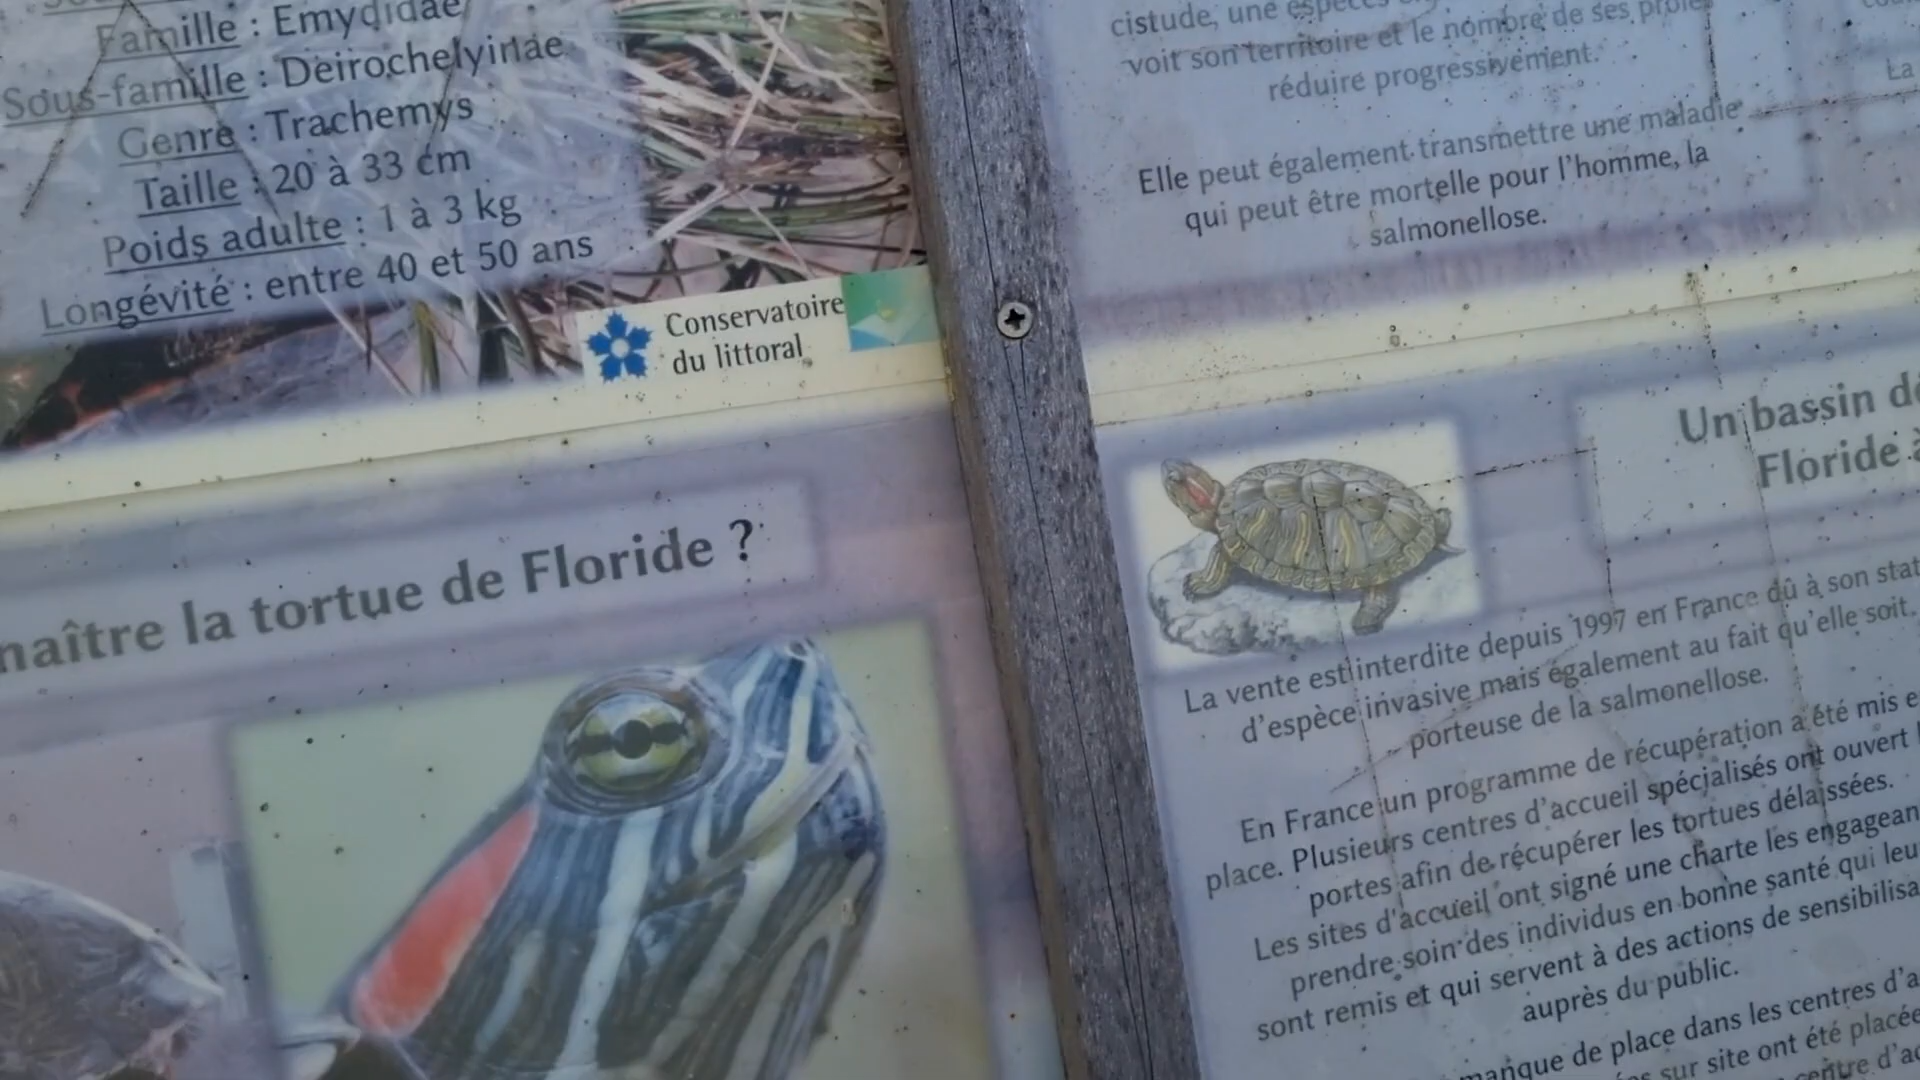 Famille : Emydidae
Sous-famille : Deirochelyinae
Genre : Trachemys
Taille : 20 à 33 cm
Poids adulte : 1 à 3 kg
Longévité : entre 40 et 50 ans
Conservatoire
du littoral
naître la tortue de Floride ?
cistude, une
voit son territoire et le nombre de ses proies
réduire progressivement.
Elle peut également transmettre une maladie
qui peut être mortelle pour l'homme, la
salmonellose.
La
Un bassin de
Floride à
La vente est interdite depuis 1997 en France dû à son stat
d'espèce invasive mais également au fait qu'elle soit
porteuse de la salmonellose.
En France un programme de récupération a été mis e
place. Plusieurs centres d'accueil spécialisés ont ouvert l
portes afin de récupérer les tortues délaissées.
Les sites d'accueil ont signé une charte les engagean
prendre soin des individus en bonne santé qui leu
sont remis et qui servent à des actions de sensibilisa
auprès du public.
manque de place dans les centres d'a
sur site ont été placée
centre d'ac